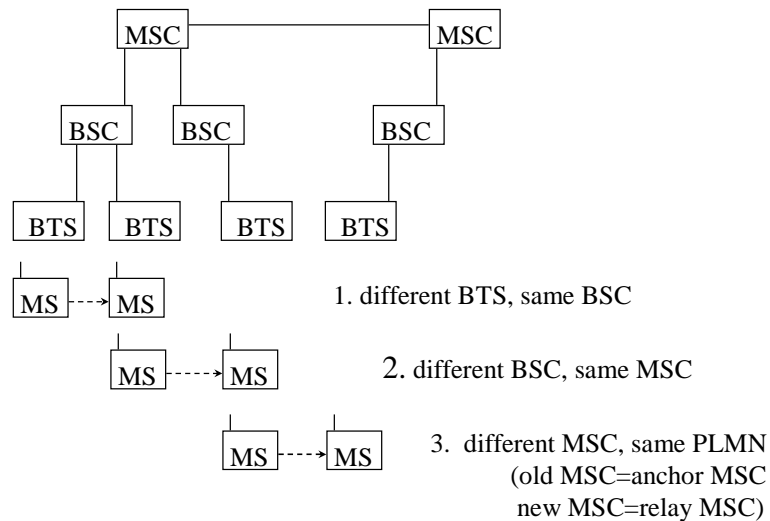 MSC MSC
BSC BSC BSC
BTS BTS BTS BTS
MS MS 1. different BTS, same BSC
MS MS 2. different BSC, same MSC
MS MS 3. different MSC, same PLMN
(old MSC=anchor MSC
new MSC=relay MSC)